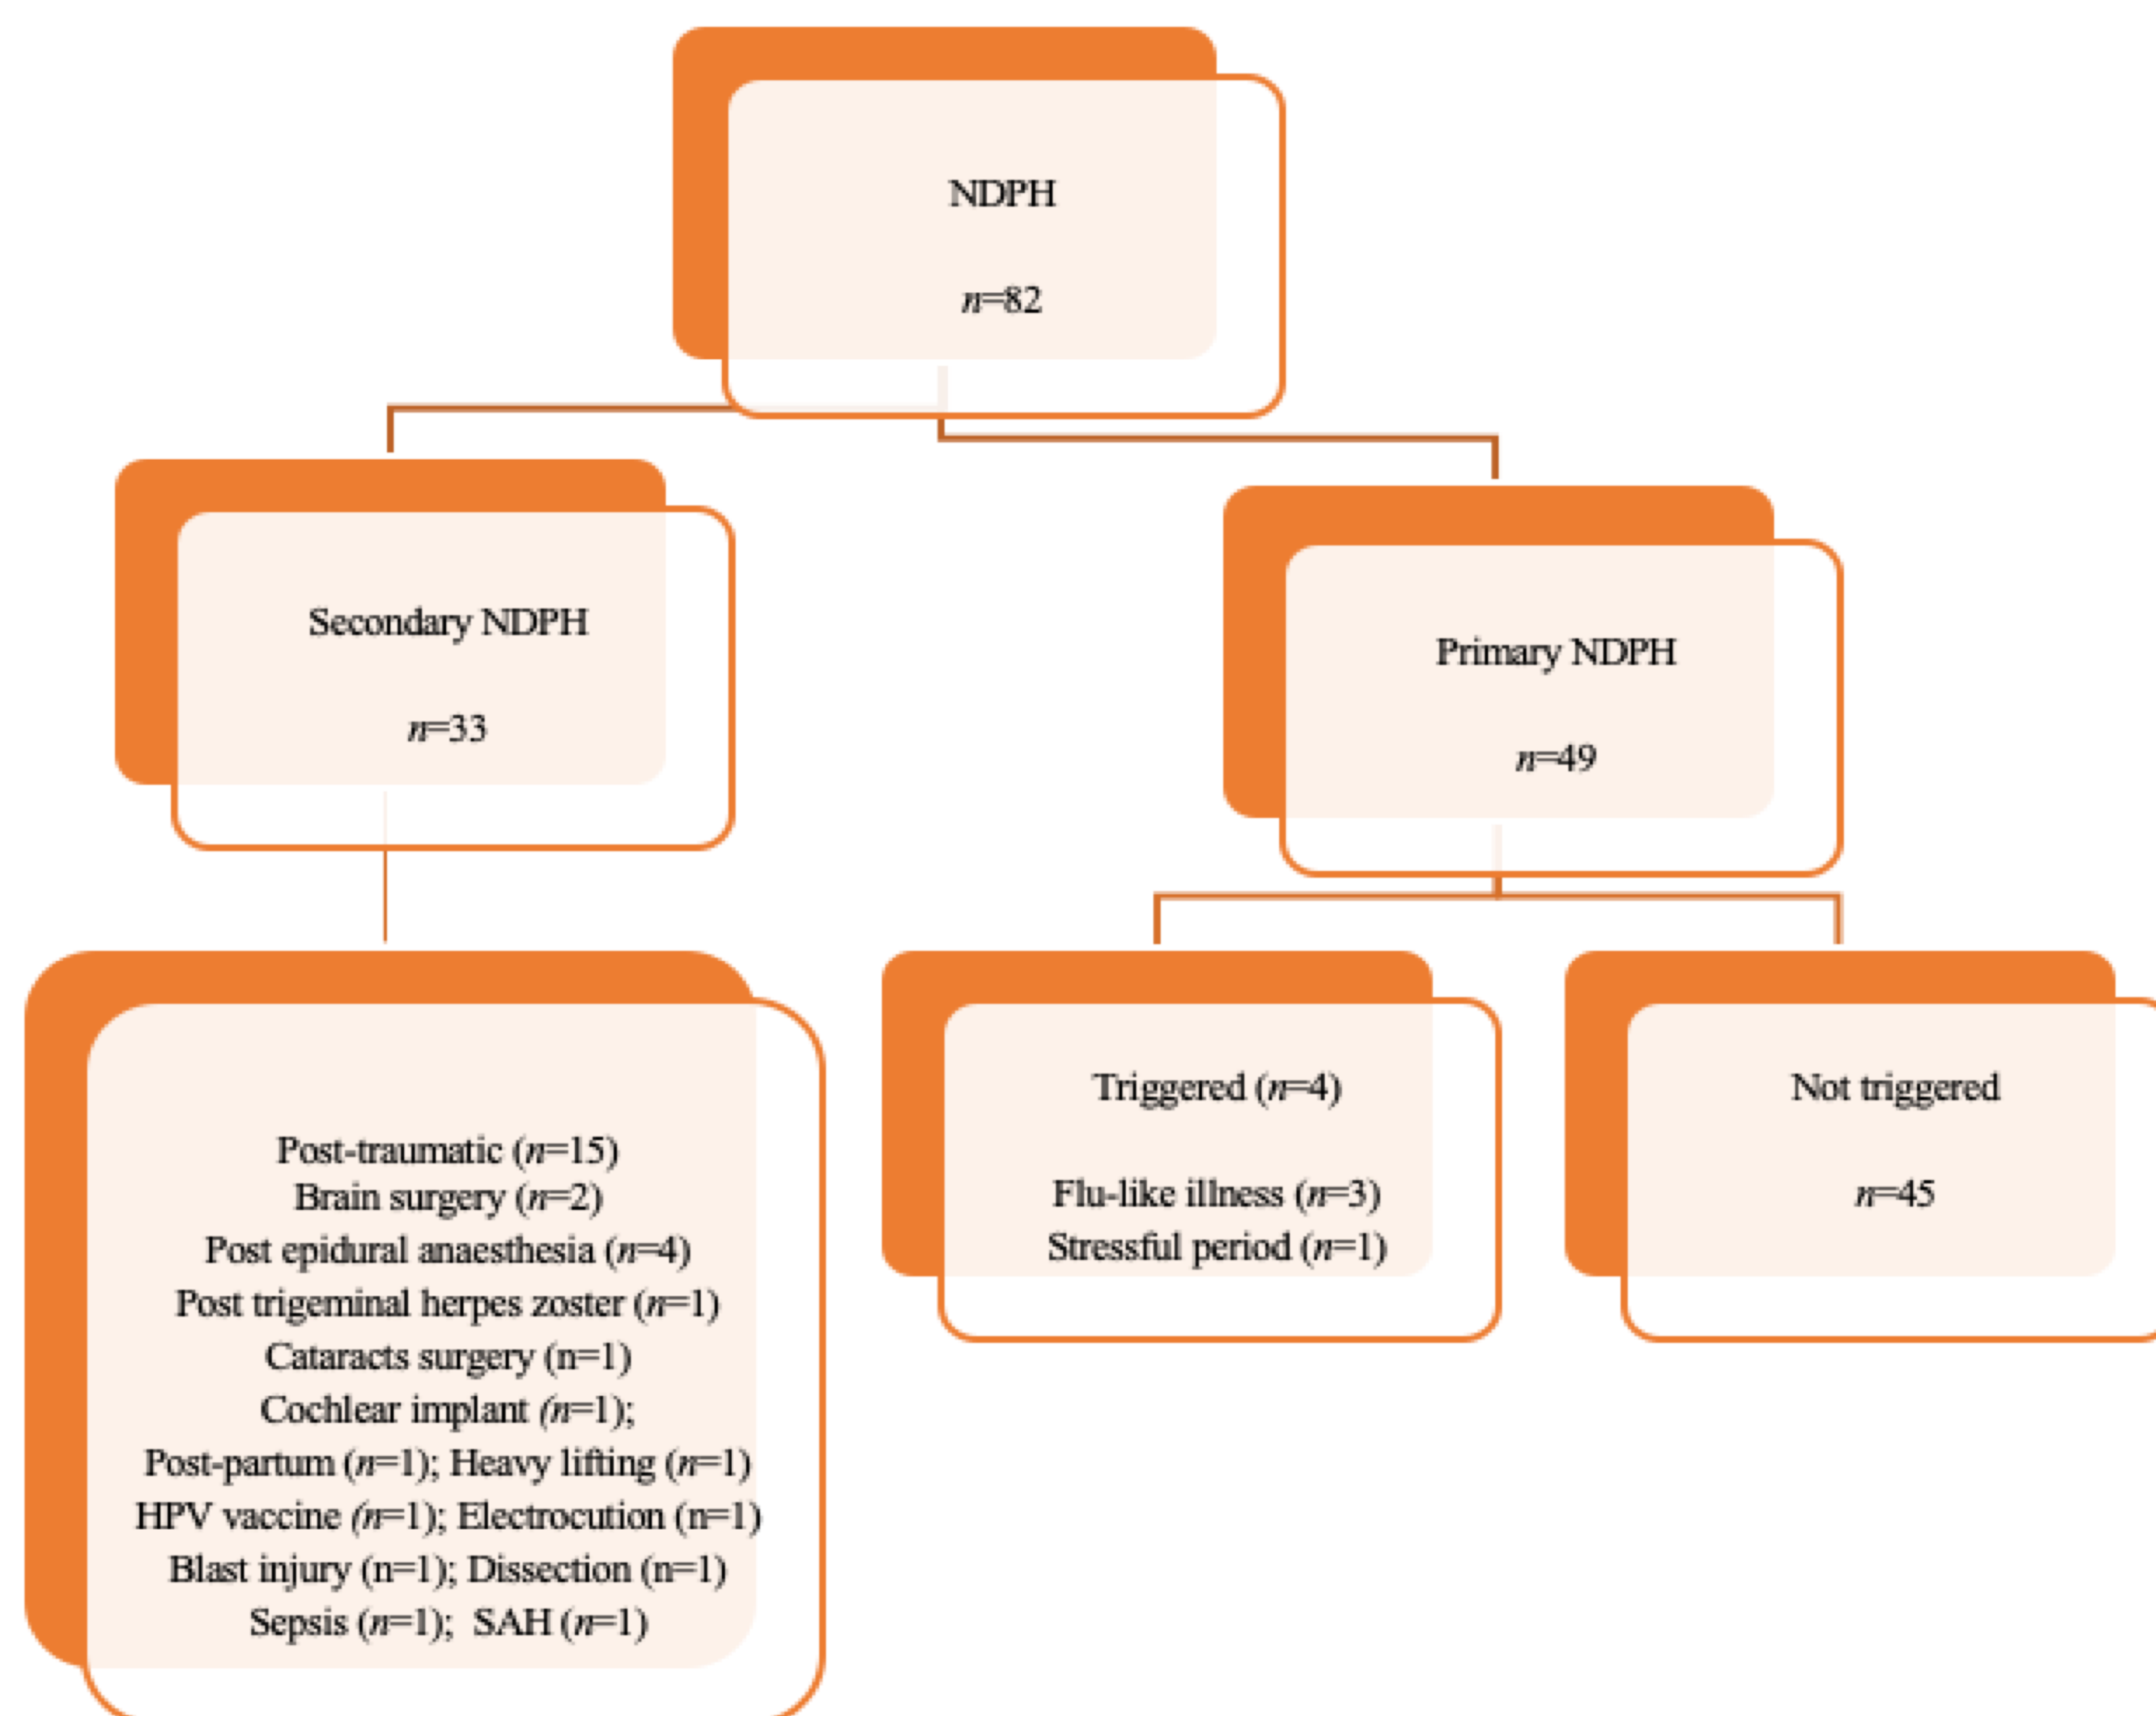 NDPH
n=82
Secondary NDPH
n=33
Primary NDPH
n=49
Post-traumatic (n=15)
Brain surgery (n=2)
Post epidural anaesthesia (n=4)
Post trigeminal herpes zoster (n=1)
Cataracts surgery (n=1)
Cochlear implant (n=1);
Post-partum (n=1); Heavy lifting (n=1)
HPV vaccine (n=1); Electrocution (n=1)
Blast injury (n=1); Dissection (n=1)
Sepsis (n=1); SAH (n=1)
Triggered (n=4)
Flu-like illness (n=3)
Stressful period (n=1)
Not triggered
n=45